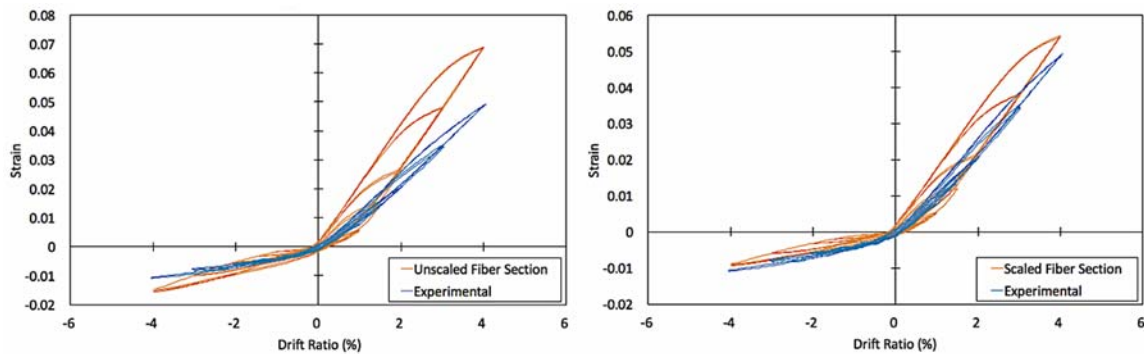 0.08
0.07
0.06
0.05
0.04
0.03
0.02
0.01
0
-0.01
-0.02
Strain
-6 -4 -2 0 2 4 6
Drift Ratio (%)
Unscaled Fiber Section
Experimental
0.06
0.05
0.04
0.03
0.02
0.01
0
-0.01
-0.02
Strain
-6 -4 -2 0 2 4 6
Drift Ratio (%)
Scaled Fiber Section
Experimental